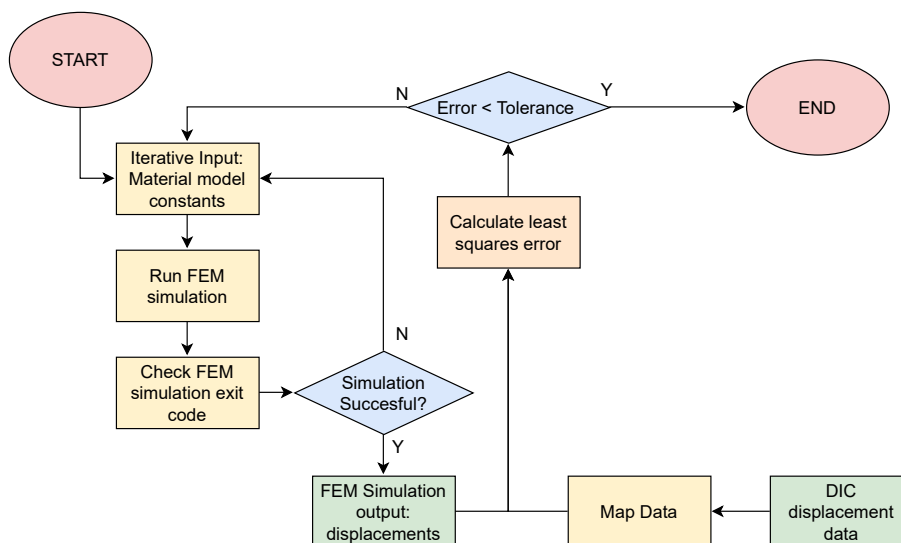 START
N
Error < Tolerance
Y
END
Iterative Input:
Material model
constants
Calculate least
squares error
Run FEM
simulation
N
Check FEM
simulation exit
code
Simulation
Succesful?
Y
FEM Simulation
output:
displacements
Map Data
DIC
displacement
data